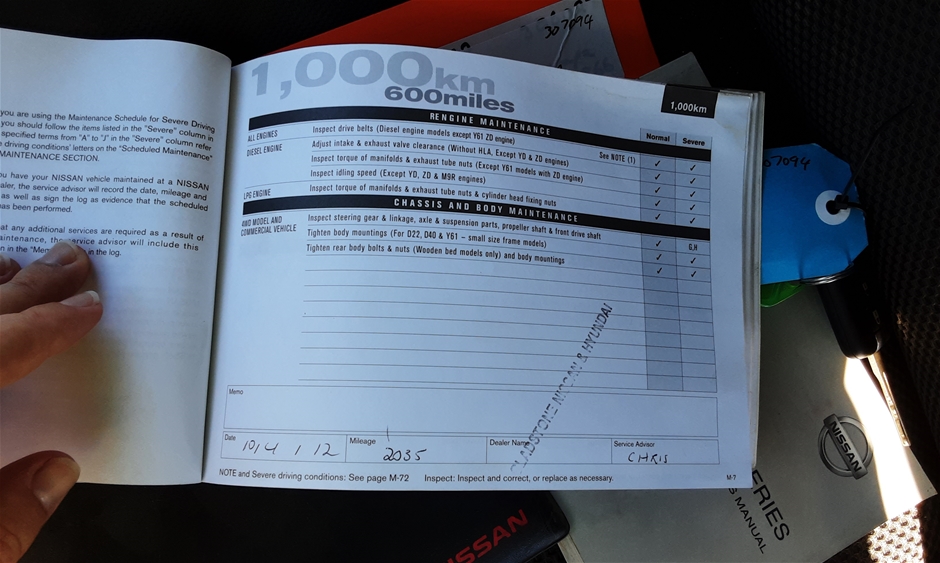 307094
you are using the Maintenance Schedule for Severe Driving
you should follow the items listed in the "Severe" column in
specified terms from "A" to "J" in the "Severe" column refer
driving conditions' letters on the "Scheduled Maintenance"
MAINTENANCE SECTION.
you have your NISSAN vehicle maintained at a NISSAN
the service advisor will record the date, mileage and
as well as sign the log as evidence that the scheduled
has been performed.
at any additional services are required as a result of
the service advisor will include this
in the log.
1,000km
600miles
1,000km
RENGINE MAINTENANCE
Normal Severe
ALL ENGINES Inspect drive belts (Diesel engine models except Y61 ZD engine) See NOTE (1) ✓ ✓
DIESEL ENGINE Adjust intake & exhaust valve clearance (Without HLA, Except YD & ZD engines) ✓ ✓
Inspect torque of manifolds & exhaust tube nuts (Except Y61 models with ZD engine) ✓ ✓
Inspect idling speed (Except YD, ZD & M9R engines) ✓ ✓
LPG ENGINE Inspect torque of manifolds & exhaust tube nuts & cylinder head fixing nuts ✓ ✓
CHASSIS AND BODY MAINTENANCE
4WD MODEL AND COMMERCIAL VEHICLE Inspect steering gear & linkage, axle & suspension parts, propeller shaft & front drive shaft ✓ G,H
Tighten body mountings (For D22, D40 & Y61 – small size frame models) ✓ ✓
Tighten rear body bolts & nuts (Wooden bed models only) and body mountings ✓ ✓
GLADSTONE NISSAN & HYUNDAI
Memo
Date 10/4/12 Mileage 2035 Dealer Name Service Advisor CHRIS
NOTE and Severe driving conditions: See page M-72 Inspect: Inspect and correct, or replace as necessary. M-7
07094
NISSAN
ERIES
S MANUAL
NISSAN